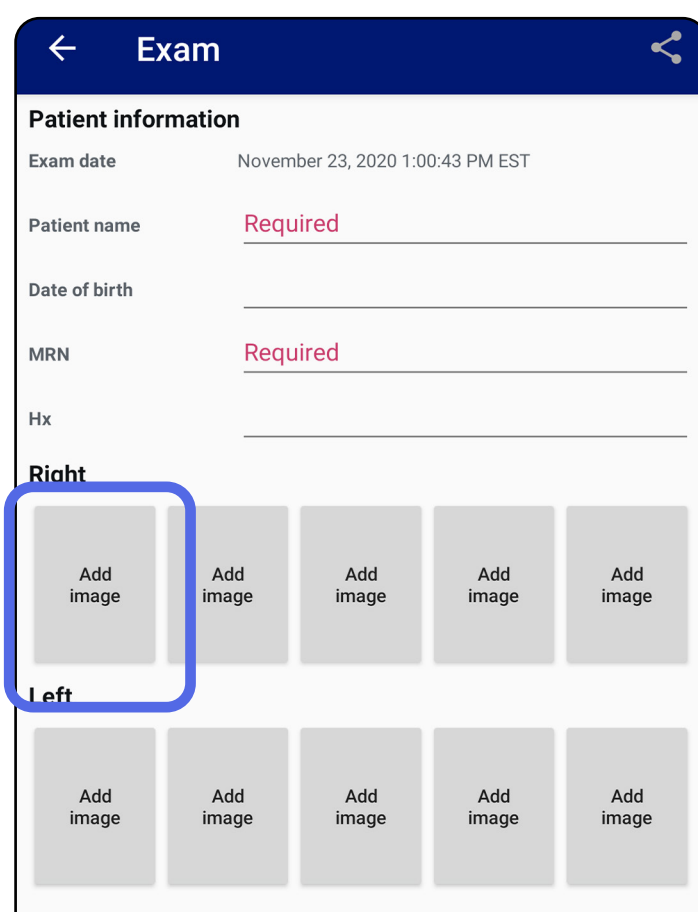 Exam
Patient information
Exam date November 23, 2020 1:00:43 PM EST
Patient name Required
Date of birth
MRN Required
Hx
Right
Add image Add image Add image Add image Add image
Left
Add image Add image Add image Add image Add image